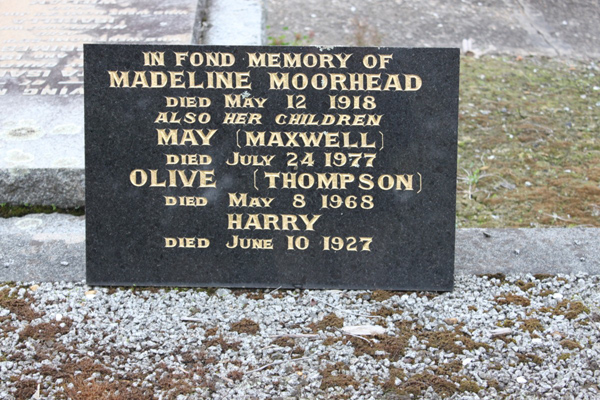 IN FOND MEMORY OF
MADELINE MOORHEAD
DIED MAY 12 1918
ALSO HER CHILDREN
MAY (MAXWELL)
DIED JULY 24 1977
OLIVE (THOMPSON)
DIED MAY 8 1968
HARRY
DIED JUNE 10 1927